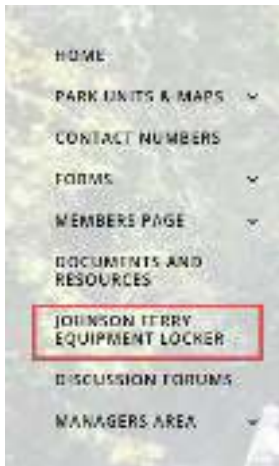 HOME
PARK UNITS & MAPS
CONTACT NUMBERS
FORMS
MEMBERS PAGE
DOCUMENTS AND
RESOURCES
JOHNSON FERRY
EQUIPMENT LOCKER
DISCUSSION FORUMS
MANAGERS AREA